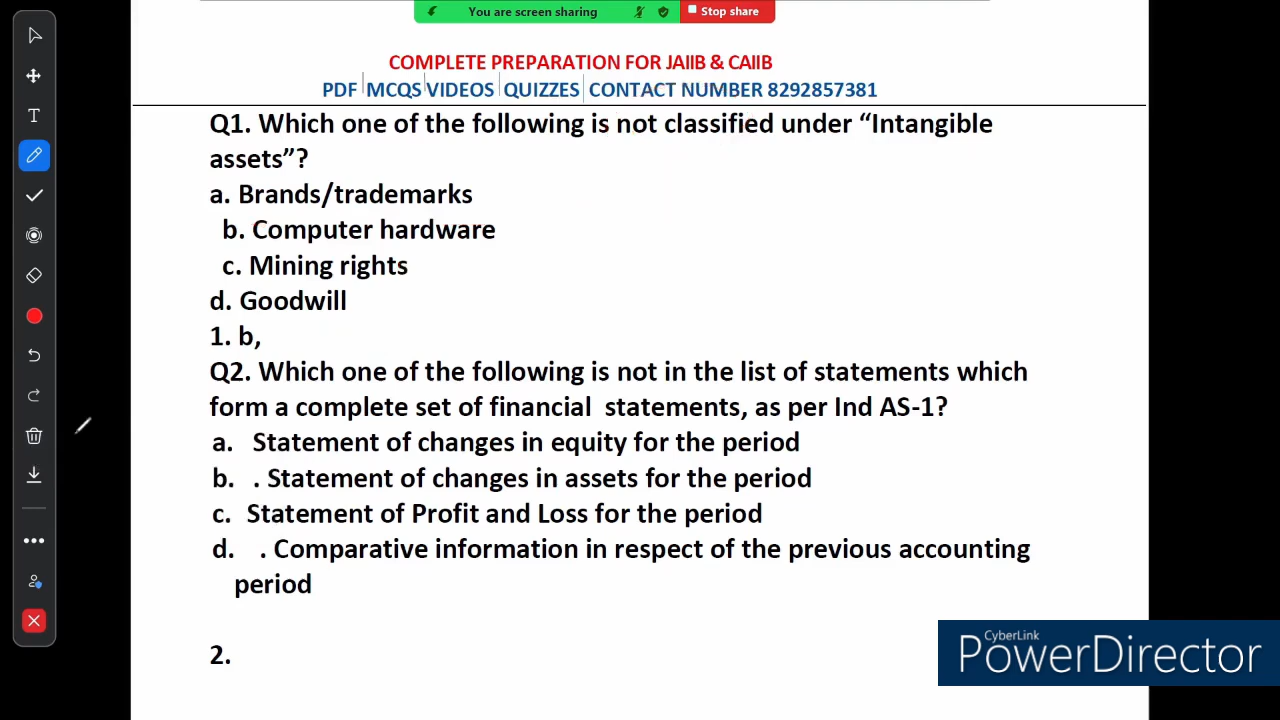 You are screen sharing Stop share
COMPLETE PREPARATION FOR JAIIB & CAIIB
PDF MCQS VIDEOS QUIZZES CONTACT NUMBER 8292857381
Q1. Which one of the following is not classified under “Intangible
assets”?
a. Brands/trademarks
b. Computer hardware
c. Mining rights
d. Goodwill
1. b,
Q2. Which one of the following is not in the list of statements which
form a complete set of financial statements, as per Ind AS-1?
a. Statement of changes in equity for the period
b. . Statement of changes in assets for the period
c. Statement of Profit and Loss for the period
d. . Comparative information in respect of the previous accounting
period
2.
CyberLink
PowerDirector